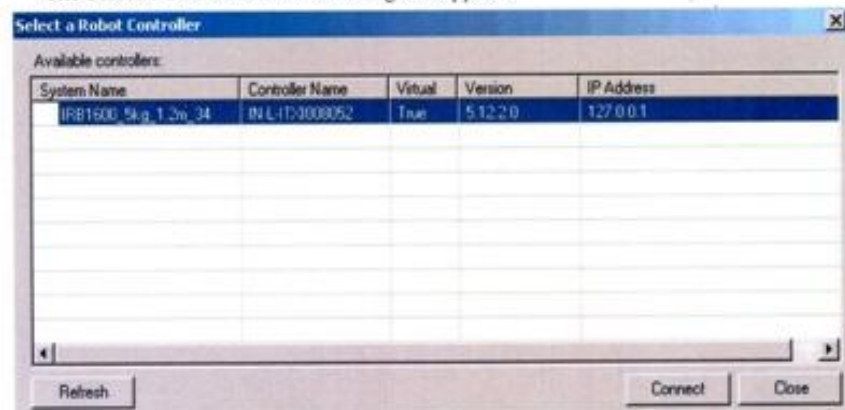 Select a Robot Controller
Available controllers:
System Name Controller Name Virtual Version IP Address
IRB1600_5kg_1.2m_34 True 5.12.2.0 127.0.0.1
Refresh Connect Close